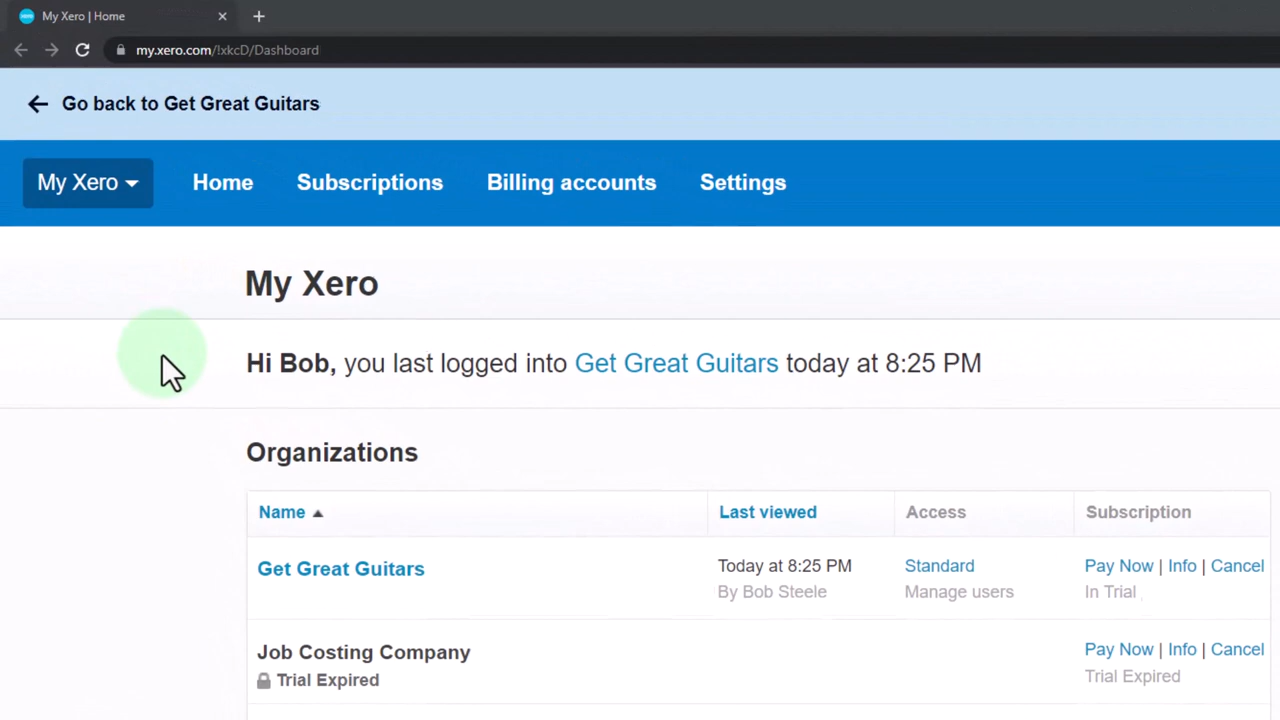 My Xero | Home
my.xero.com/!xkcD/Dashboard
Go back to Get Great Guitars
My Xero Home Subscriptions Billing accounts Settings
My Xero
Hi Bob, you last logged into Get Great Guitars today at 8:25 PM
Organizations
Name Last viewed Access Subscription
Get Great Guitars Today at 8:25 PM Standard Pay Now | Info | Cancel
By Bob Steele Manage users In Trial
Job Costing Company Pay Now | Info | Cancel
Trial Expired Trial Expired